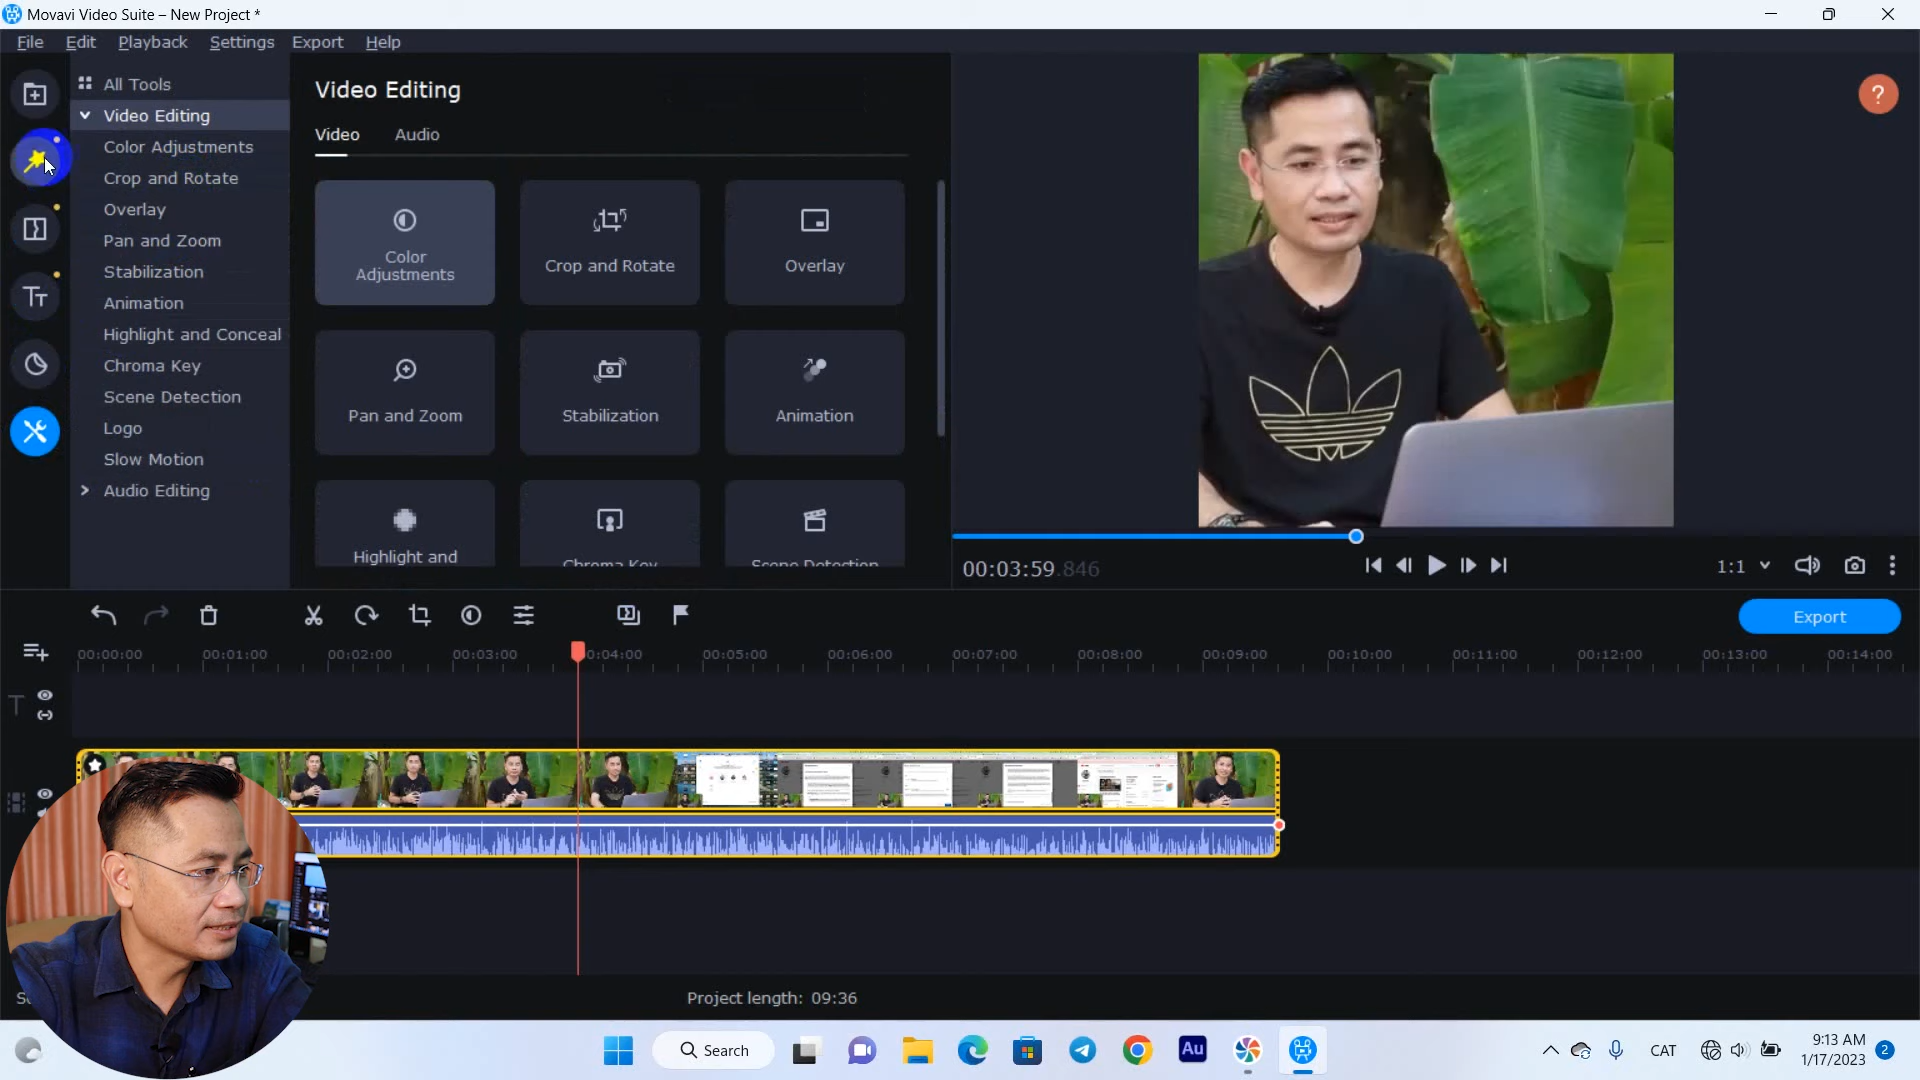 Movavi Video Suite – New Project *
File Edit Playback Settings Export Help
All Tools
Video Editing
Color Adjustments
Crop and Rotate
Overlay
Pan and Zoom
Stabilization
Animation
Highlight and Conceal
Chroma Key
Scene Detection
Logo
Slow Motion
Audio Editing
Video Editing
Video Audio
Color
Adjustments
Crop and Rotate
Overlay
Pan and Zoom
Stabilization
Animation
Highlight and
Chroma Key
Scene Detection
?
00:03:59.846
1:1
Export
00:00:00 00:01:00 00:02:00 00:03:00 0:04:00 00:05:00 00:06:00 00:07:00 00:08:00 00:09:00 00:10:00 00:11:00 00:12:00 00:13:00 00:14:00
Project length: 09:36
Search
Au
CAT
9:13 AM
1/17/2023
2